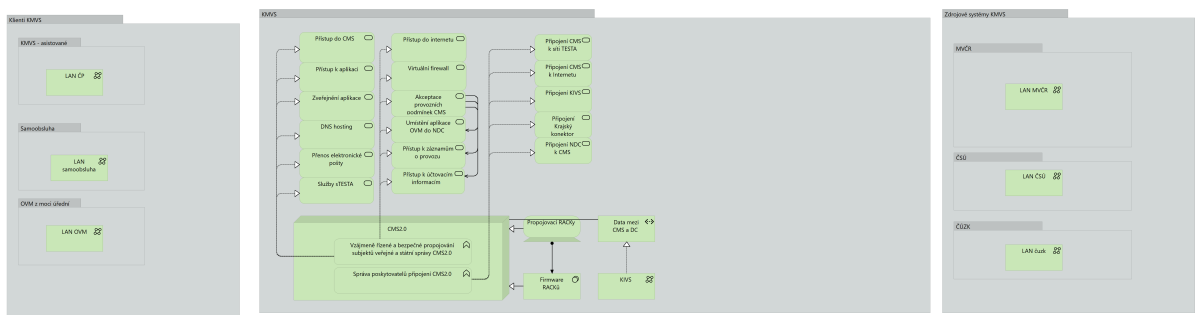 Klienti KMVS
KMVS - asistované
LAN ČP
Samoobsluha
LAN
samoobsluha
OVM z moci úřední
LAN OVM
KMVS
Přístup do CMS
Přístup k aplikaci
Zveřejnění aplikace
DNS hosting
Přenos elektronické
pošty
Služby sTESTA
Přístup do internetu
Virtuální firewall
Akceptace
provozních
podmínek CMS
Umístění aplikace
OVM do NDC
Přístup k záznamům
o provozu
Přístup k účtovacím
informacím
Připojení CMS
k síti TESTA
Připojení CMS
k Internetu
Připojení KIVS
Připojení
Krajský
konektor
Připojení NDC
k CMS
CMS2.0
Vzájemně řízené a bezpečné propojování
subjektů veřejné a státní správy CMS2.0
Správa poskytovatelů připojení CMS2.0
Propojovací RACKy
Firmware
RACKů
Data mezi
CMS a DC
KIVS
Zdrojové systémy KMVS
MVČR
LAN MVČR
ČSÚ
LAN ČSÚ
ČÚZK
LAN čuzk